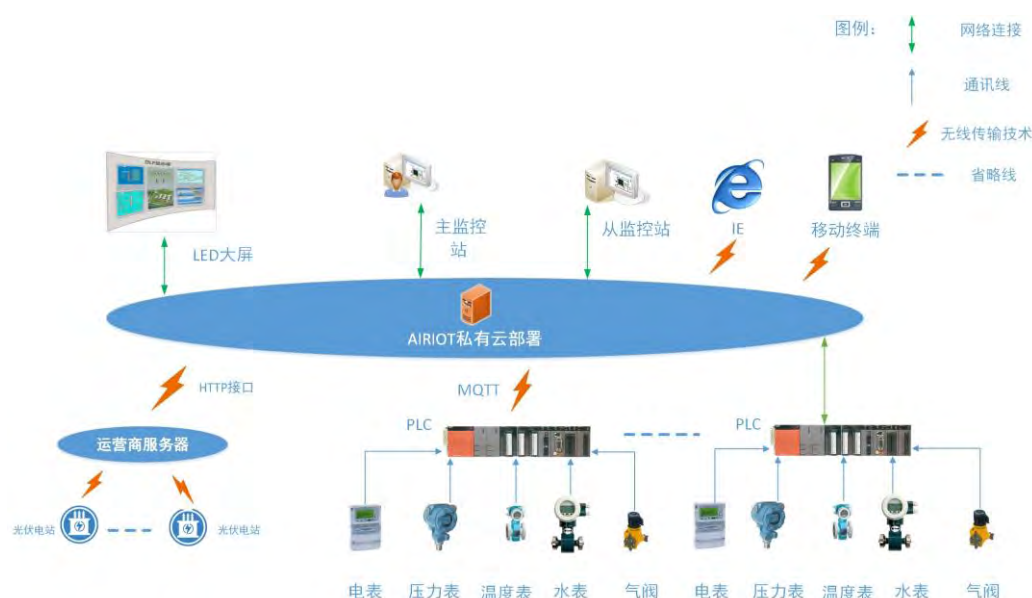 图例：
网络连接
通讯线
无线传输技术
省略线
LED大屏
主监控
站
从监控站
IE
移动终端
AIRIOT私有云部署
HTTP接口
MQTT
运营商服务器
PLC
PLC
光伏电站
光伏电站
电表
压力表
温度表
水表
气阀
电表
压力表
温度表
水表
气阀